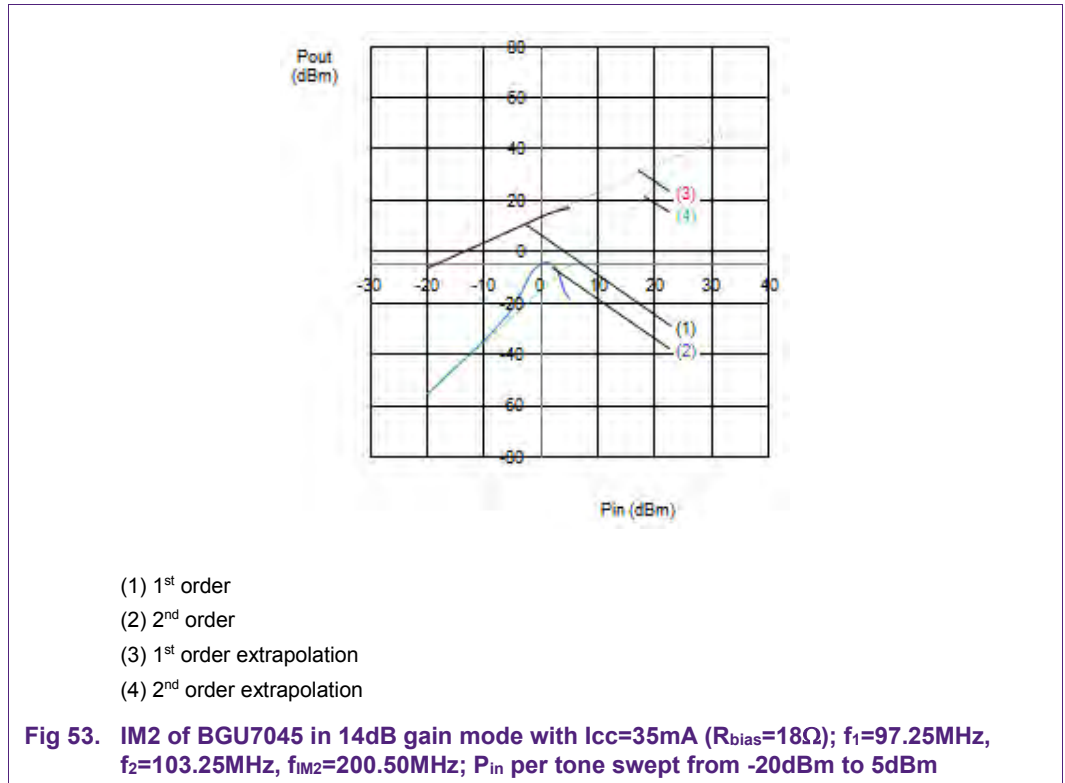 Pout
(dBm)
80
60
40
20
(3)
(4)
0
-30 -20 -10 0 10 20 30 40
-20
(1)
-40
(2)
-60
-80
Pin (dBm)
(1) 1st order
(2) 2nd order
(3) 1st order extrapolation
(4) 2nd order extrapolation
Fig 53. IM2 of BGU7045 in 14dB gain mode with Icc=35mA (Rbias=18Ω); f1=97.25MHz,
f2=103.25MHz, fIM2=200.50MHz; Pin per tone swept from -20dBm to 5dBm